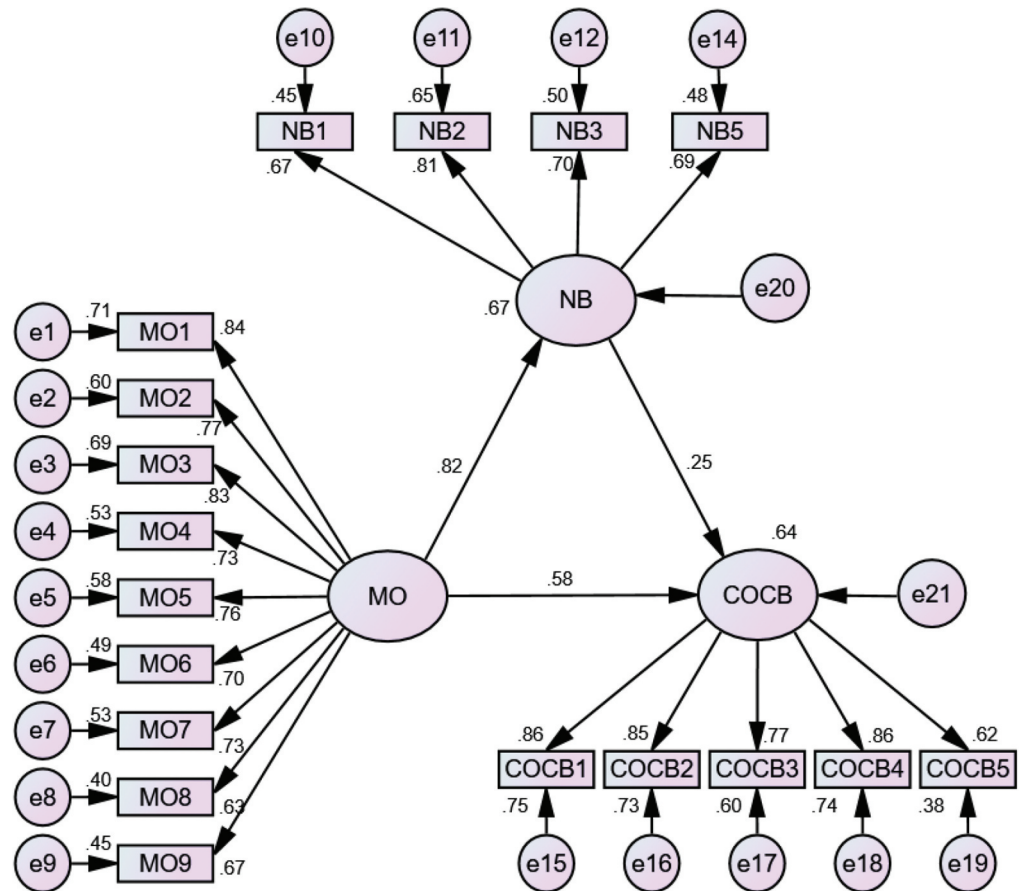 e10 e11 e12 e14
.45 .65 .50 .48
NB1 NB2 NB3 NB5
.67 .81 .70 .69
NB e20
.67
e1 .71 MO1 .84
e2 .60 MO2 .77
e3 .69 MO3 .83
e4 .53 MO4 .73
e5 .58 MO5 .76
e6 .49 MO6 .70
e7 .53 MO7 .73
e8 .40 MO8 .63
e9 .45 MO9 .67
.82 .25
MO .58 COCB .64 e21
.86 .85 .77 .86 .62
COCB1 COCB2 COCB3 COCB4 COCB5
.75 .73 .60 .74 .38
e15 e16 e17 e18 e19